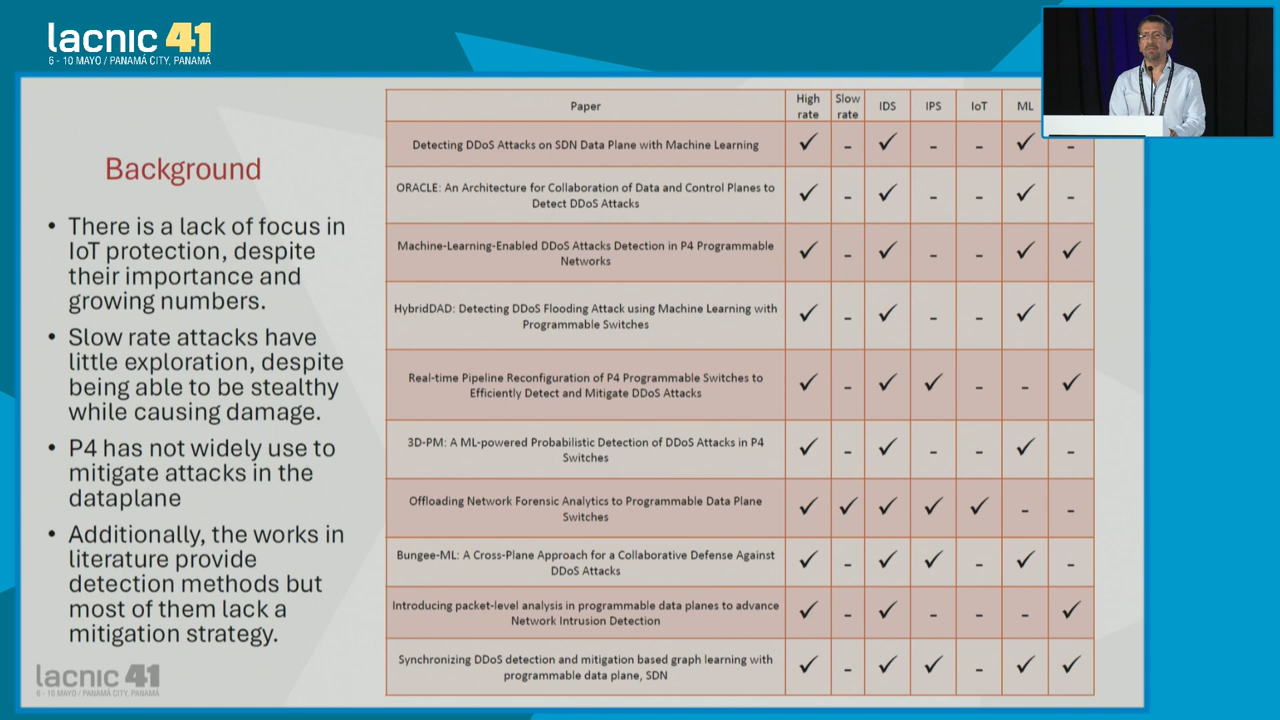 lacnic 41
6 - 10 MAYO / PANAMÁ CITY, PANAMÁ
Background
• There is a lack of focus in
IoT protection, despite
their importance and
growing numbers.
• Slow rate attacks have
little exploration, despite
being able to be stealthy
while causing damage.
• P4 has not widely use to
mitigate attacks in the
dataplane
• Additionally, the works in
literature provide
detection methods but
most of them lack a
mitigation strategy.
Paper High rate Slow rate IDS IPS IoT ML
Detecting DDoS Attacks on SDN Data Plane with Machine Learning ✓ - ✓ - - ✓ -
ORACLE: An Architecture for Collaboration of Data and Control Planes to
Detect DDoS Attacks ✓ - ✓ - - ✓ -
Machine-Learning-Enabled DDoS Attacks Detection in P4 Programmable
Networks ✓ - ✓ - - ✓ ✓
HybridDAD: Detecting DDoS Flooding Attack using Machine Learning with
Programmable Switches ✓ - ✓ - - ✓ ✓
Real-time Pipeline Reconfiguration of P4 Programmable Switches to
Efficiently Detect and Mitigate DDoS Attacks ✓ - ✓ ✓ - - ✓
3D-PM: A ML-powered Probabilistic Detection of DDoS Attacks in P4
Switches ✓ - ✓ - - ✓ -
Offloading Network Forensic Analytics to Programmable Data Plane
Switches ✓ ✓ ✓ ✓ ✓ - -
Bungee-ML: A Cross-Plane Approach for a Collaborative Defense Against
DDoS Attacks ✓ - ✓ ✓ - ✓ -
Introducing packet-level analysis in programmable data planes to advance
Network Intrusion Detection ✓ - ✓ - - - ✓
Synchronizing DDoS detection and mitigation based graph learning with
programmable data plane, SDN ✓ - ✓ ✓ - ✓ ✓
lacnic 41
6 - 10 MAYO / PANAMÁ CITY, PANAMÁ